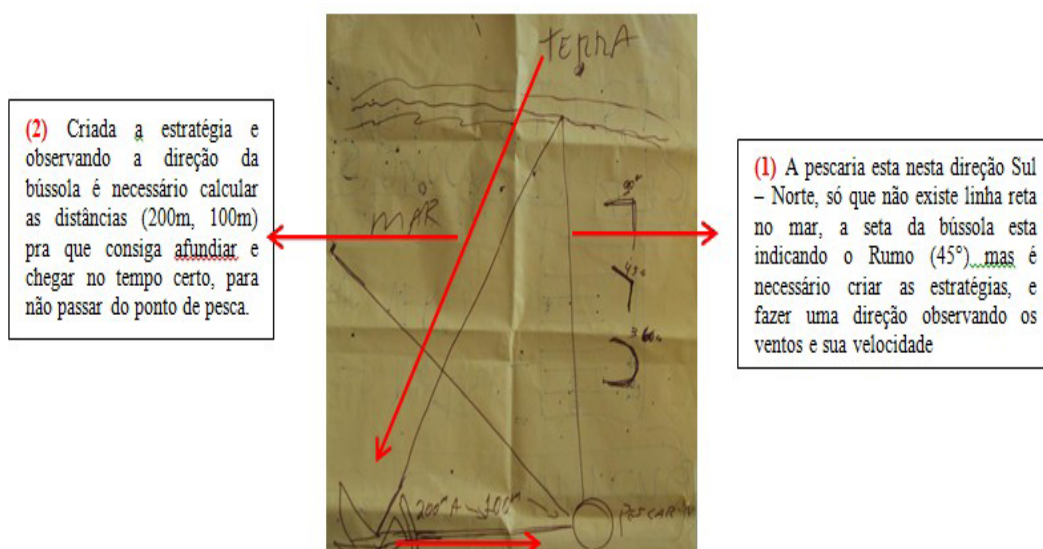 TERRA
(2) Criada a estratégia e
observando a direção da
bússola é necessário calcular
as distâncias (200m, 100m)
pra que consiga afundiar e
chegar no tempo certo, para
não passar do ponto de pesca.
MAR
90°
45°
200m A 100m
(1) A pescaria esta nesta direção Sul
– Norte, só que não existe linha reta
no mar, a seta da bússola esta
indicando o Rumo (45°) mas é
necessário criar as estratégias, e
fazer uma direção observando os
ventos e sua velocidade